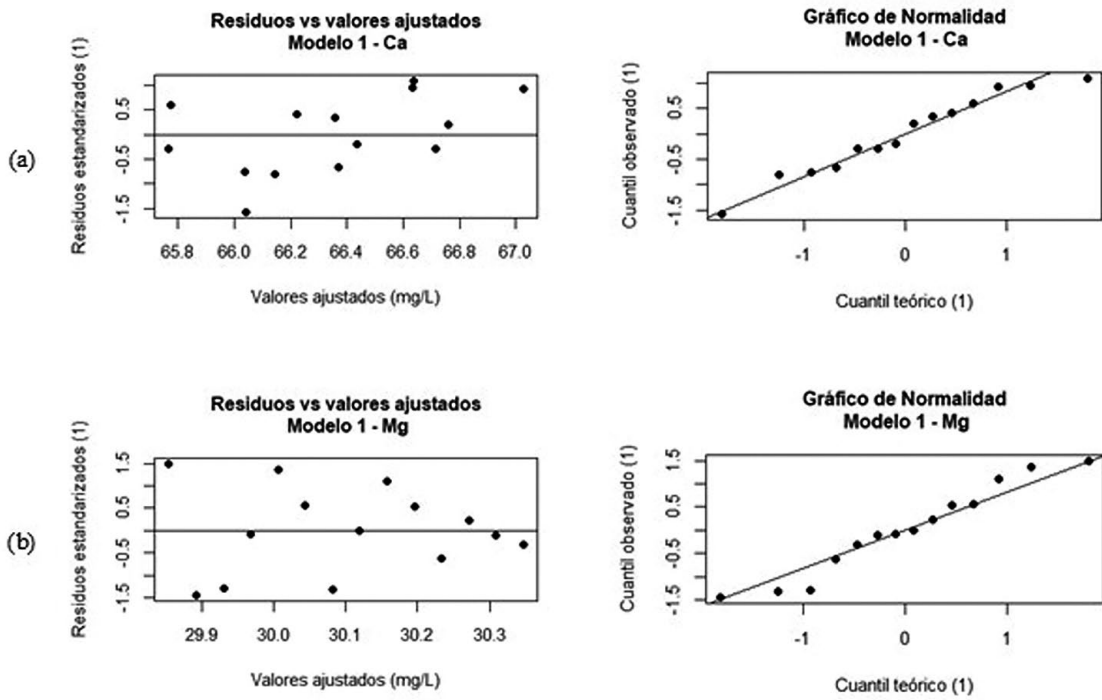 (a)
Residuos vs valores ajustados
Modelo 1 - Ca
Residuos estandarizados (1)
0.5
-0.5
-1.5
65.8 66.0 66.2 66.4 66.6 66.8 67.0
Valores ajustados (mg/L)
Gráfico de Normalidad
Modelo 1 - Ca
Cuantil observado (1)
0.5
-0.5
-1.5
-1 0 1
Cuantil teórico (1)
(b)
Residuos vs valores ajustados
Modelo 1 - Mg
Residuos estandarizados (1)
1.5
0.5
-0.5
-1.5
29.9 30.0 30.1 30.2 30.3
Valores ajustados (mg/L)
Gráfico de Normalidad
Modelo 1 - Mg
Cuantil observado (1)
1.5
0.5
-0.5
-1.5
-1 0 1
Cuantil teórico (1)